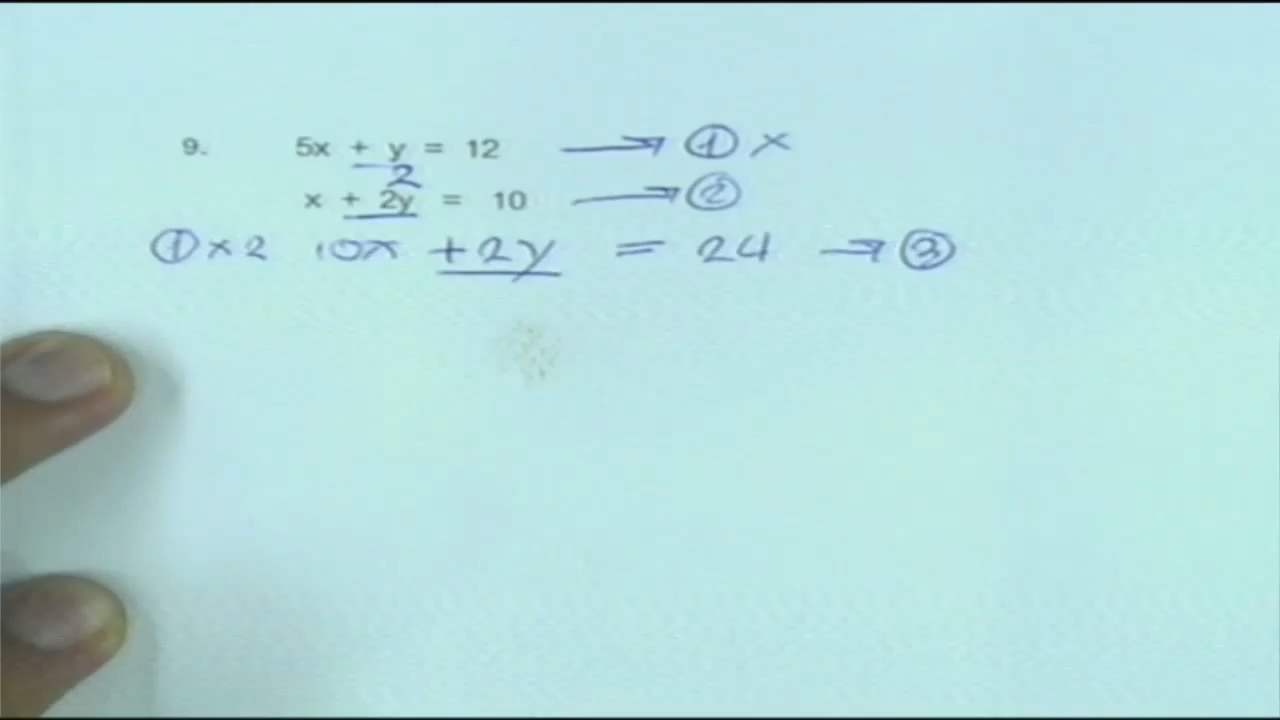 9. 5x + y = 12 → ① ×
2
x + 2y = 10 → ②
① × 2 10x + 2y = 24 → ③